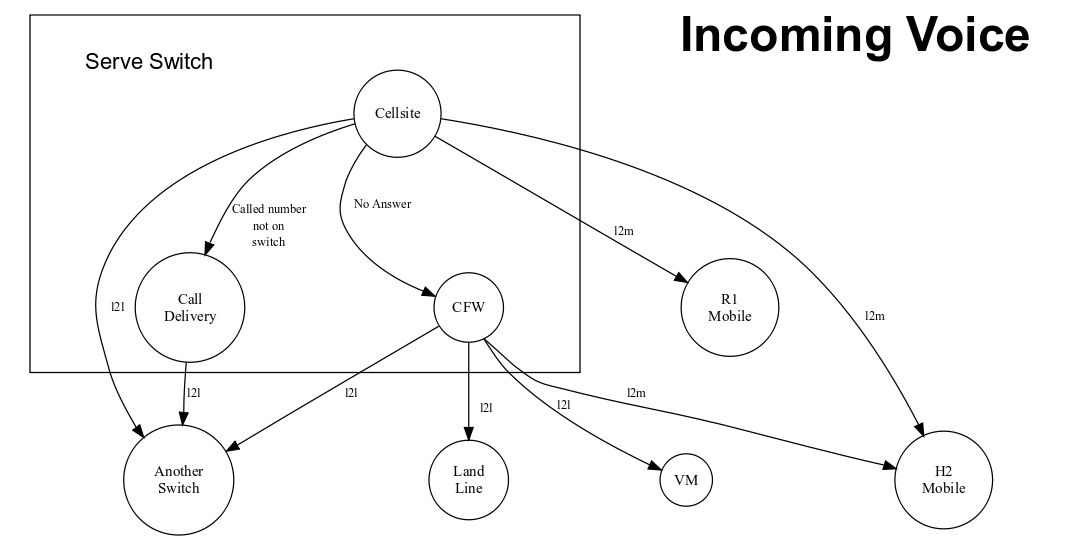 Incoming Voice
Serve Switch
Cellsite
Called number
not on
switch
No Answer
l2m
l2l
Call
Delivery
CFW
R1
Mobile
l2m
l2l
l2l
l2l
l2l
l2m
Another
Switch
Land
Line
VM
H2
Mobile